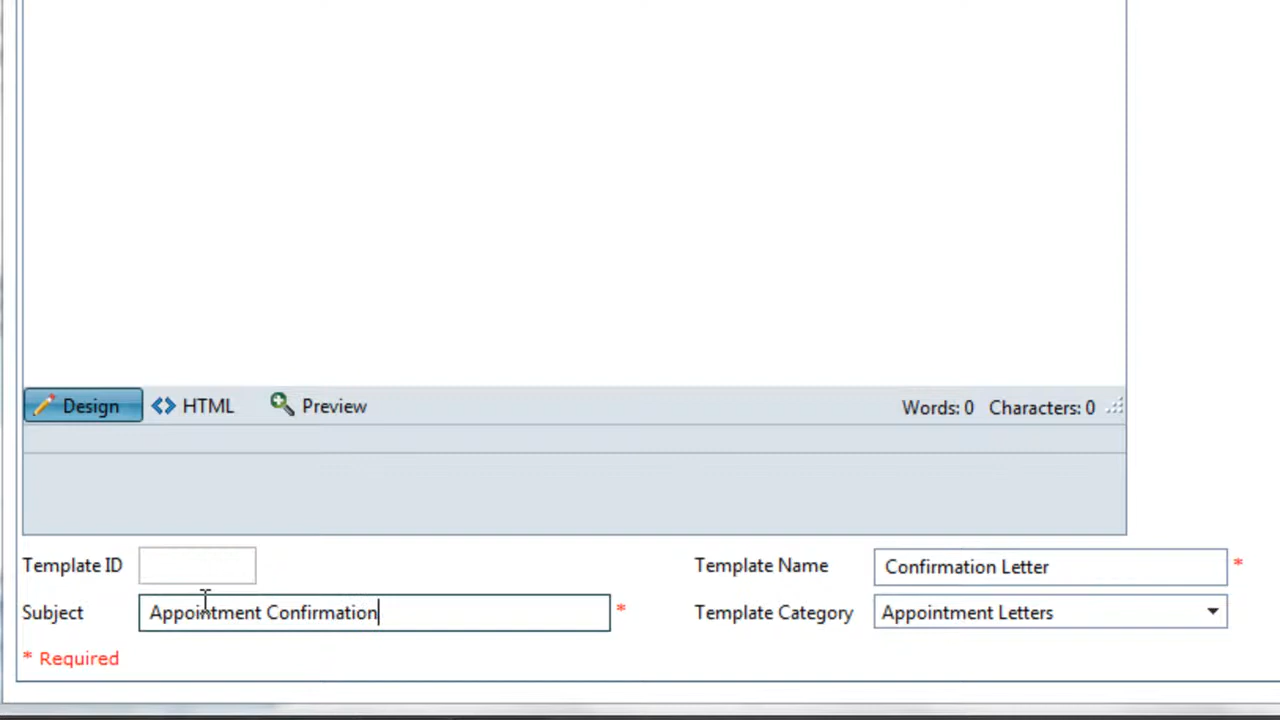 Design HTML Preview Words: 0 Characters: 0
Template ID Template Name Confirmation Letter *
Subject Appointment Confirmation * Template Category Appointment Letters
* Required